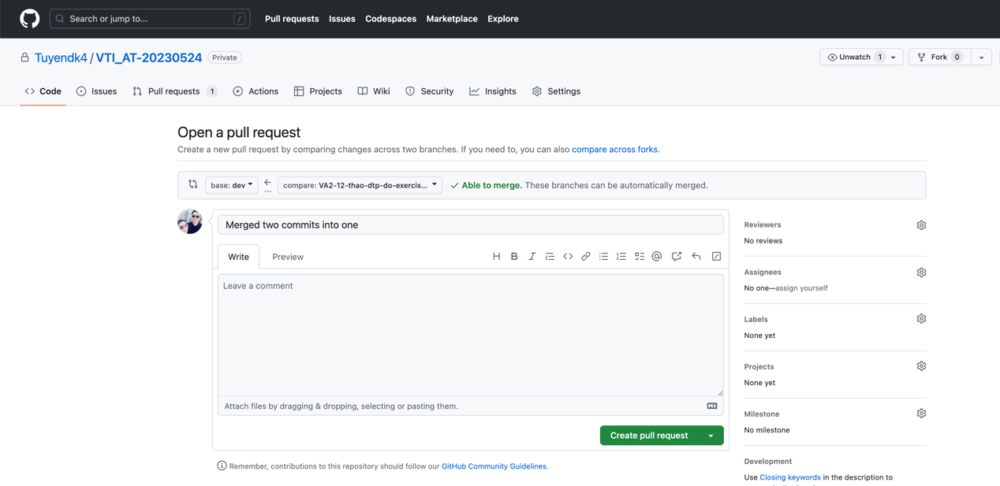 Search or jump to... /
Pull requests Issues Codespaces Marketplace Explore
Tuyendk4 / VTI_AT-20230524 Private
Unwatch 1 Fork 0
Code Issues Pull requests 1 Actions Projects Wiki Security Insights Settings
Open a pull request
Create a new pull request by comparing changes across two branches. If you need to, you can also compare across forks.
base: dev ... compare: VA2-12-thao-dtp-do-exercis... Able to merge. These branches can be automatically merged.
Merged two commits into one
Write Preview
Leave a comment
Attach files by dragging & dropping, selecting or pasting them.
Create pull request
Remember, contributions to this repository should follow our GitHub Community Guidelines.
Reviewers
No reviews
Assignees
No one—assign yourself
Labels
None yet
Projects
None yet
Milestone
No milestone
Development
Use Closing keywords in the description to